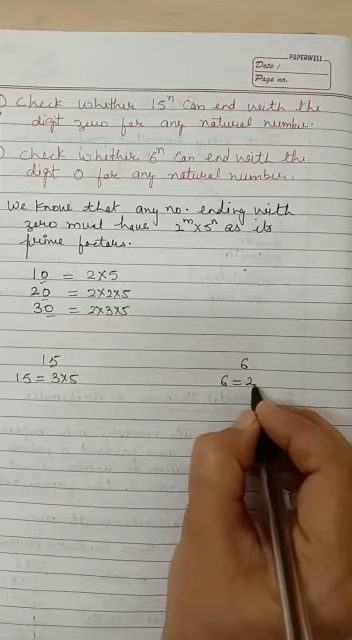 PAPERWELL
Date :
Page no.
) Check whether 15ⁿ can end with the
digit zero for any natural number.
) Check whether 6ⁿ can end with the
digit 0 for any natural number.
We know that any no. ending with
zero must have 2ᵐ × 5ⁿ as its
prime factors.
10 = 2×5
20 = 2×2×5
30 = 2×3×5
15
15 = 3×5
6
6 = 2